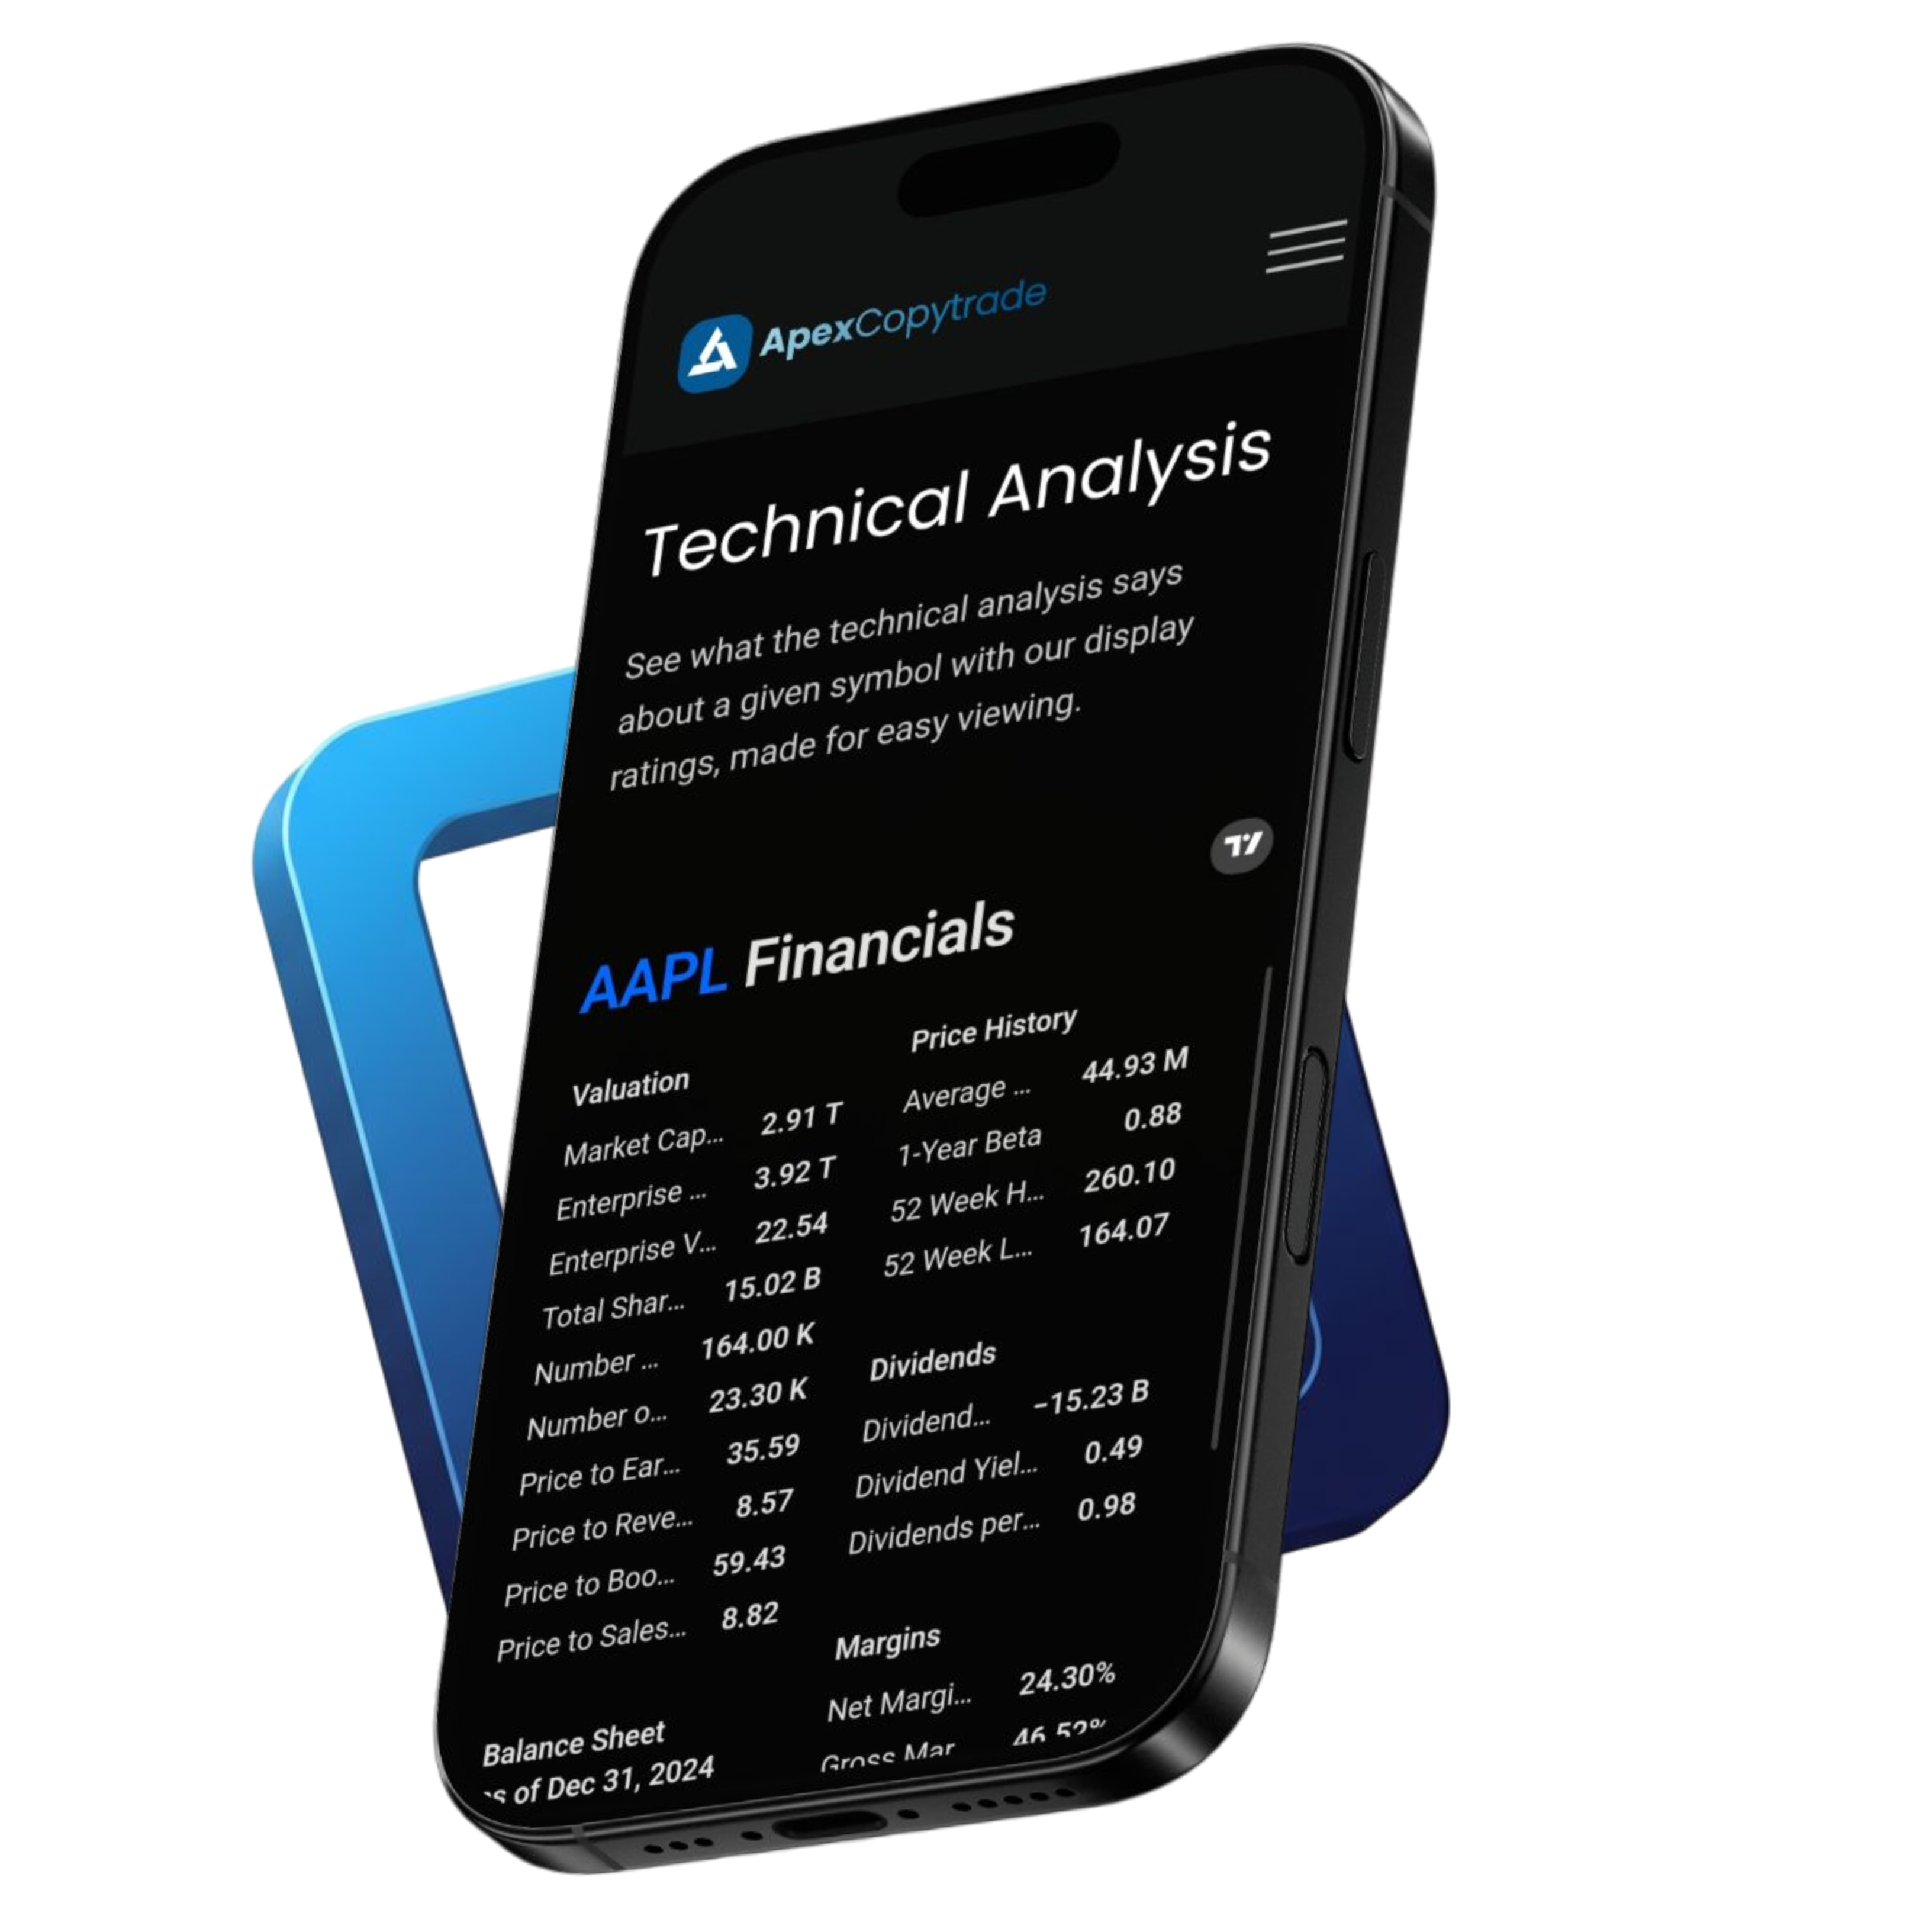 ApexCopytrade
Technical Analysis
See what the technical analysis says
about a given symbol with our display
ratings, made for easy viewing.
AAPL Financials
Valuation
Market Cap... 2.91 T
Enterprise ... 3.92 T
Enterprise V... 22.54
Total Shar... 15.02 B
Number ... 164.00 K
Number o... 23.30 K
Price to Ear... 35.59
Price to Reve... 8.57
Price to Boo... 59.43
Price to Sales... 8.82
Balance Sheet
as of Dec 31, 2024
Price History
Average ... 44.93 M
1-Year Beta 0.88
52 Week H... 260.10
52 Week L... 164.07
Dividends
Dividend... −15.23 B
Dividend Yiel... 0.49
Dividends per... 0.98
Margins
Net Margi... 24.30%
Gross Mar 46.52%